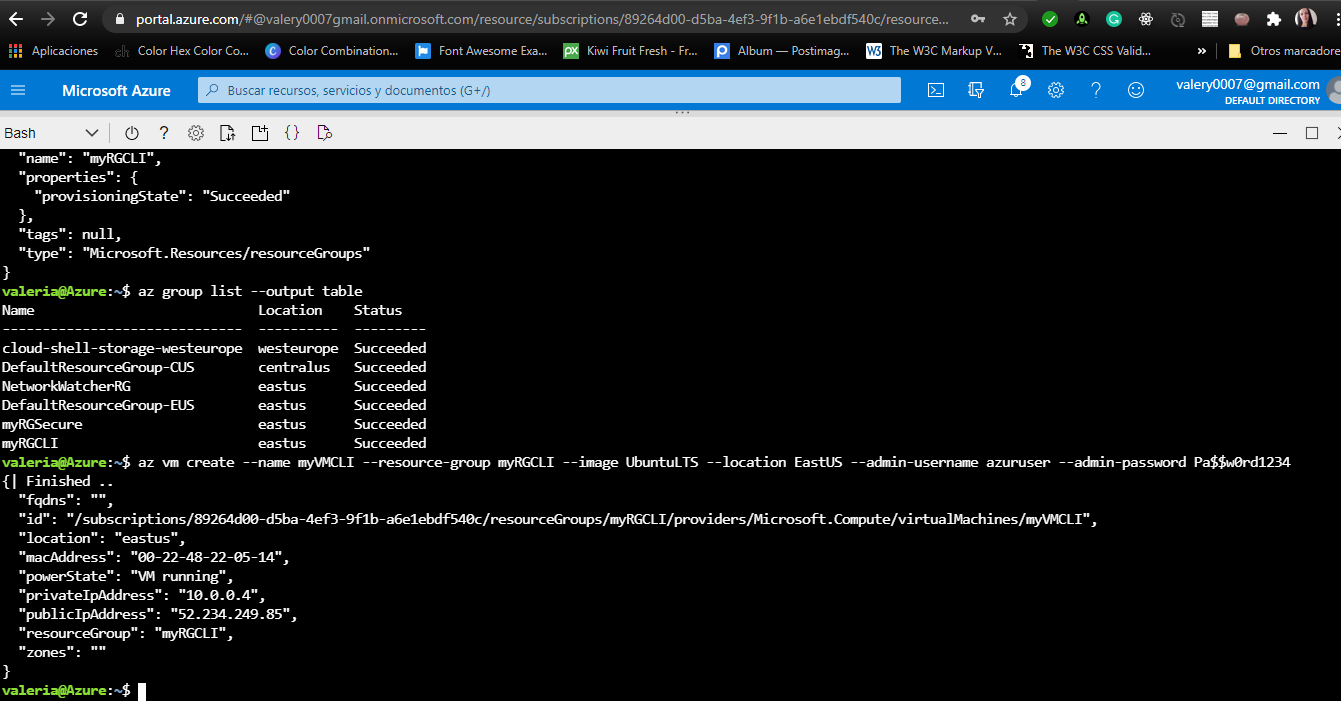 portal.azure.com/#@valery0007gmail.onmicrosoft.com/resource/subscriptions/89264d00-d5ba-4ef3-9f1b-a6e1ebdf540c/resource...
Aplicaciones Color Hex Color Co... Color Combination... Font Awesome Exa... Kiwi Fruit Fresh - Fr... Album — Postimag... The W3C Markup V... The W3C CSS Valid... » Otros marcadore
Microsoft Azure Buscar recursos, servicios y documentos (G+/) 8 valery0007@gmail.com
DEFAULT DIRECTORY
Bash
"name": "myRGCLI",
"properties": {
"provisioningState": "Succeeded"
},
"tags": null,
"type": "Microsoft.Resources/resourceGroups"
}
valeria@Azure:~$ az group list --output table
Name Location Status
------------------------------ ---------- ---------
cloud-shell-storage-westeurope westeurope Succeeded
DefaultResourceGroup-CUS centralus Succeeded
NetworkWatcherRG eastus Succeeded
DefaultResourceGroup-EUS eastus Succeeded
myRGSecure eastus Succeeded
myRGCLI eastus Succeeded
valeria@Azure:~$ az vm create --name myVMCLI --resource-group myRGCLI --image UbuntuLTS --location EastUS --admin-username azuruser --admin-password Pa$$w0rd1234
{| Finished ..
"fqdns": "",
"id": "/subscriptions/89264d00-d5ba-4ef3-9f1b-a6e1ebdf540c/resourceGroups/myRGCLI/providers/Microsoft.Compute/virtualMachines/myVMCLI",
"location": "eastus",
"macAddress": "00-22-48-22-05-14",
"powerState": "VM running",
"privateIpAddress": "10.0.0.4",
"publicIpAddress": "52.234.249.85",
"resourceGroup": "myRGCLI",
"zones": ""
}
valeria@Azure:~$